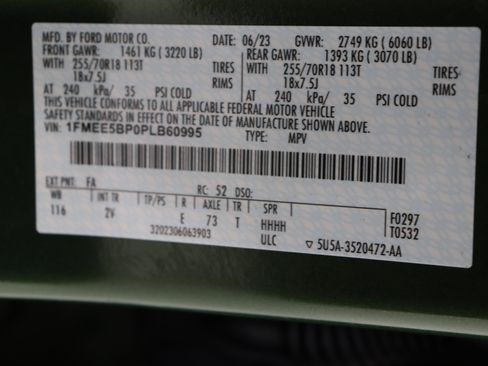 MFD. BY FORD MOTOR CO. DATE: 06/23 GVWR: 2749 KG (6060 LB)
FRONT GAWR: 1461 KG (3220 LB) REAR GAWR: 1393 KG (3070 LB)
WITH 255/70R18 113T TIRES WITH 255/70R18 113T TIRES
18x7.5J RIMS 18x7.5J RIMS
AT 240 kPa/ 35 PSI COLD AT 240 kPa/ 35 PSI COLD
THIS VEHICLE CONFORMS TO ALL APPLICABLE FEDERAL MOTOR VEHICLE
SAFETY STANDARDS IN EFFECT ON THE DATE OF MANUFACTURE SHOWN ABOVE.
VIN: 1FMEE5BP0PLB60995 TYPE: MPV
EXT PNT: FA RC: 52 DSO:
WB INT TR TP/PS R AXLE TR SPR F0297
116 2V E 73 T HHHH T0532
3202306063903 ULC ▽ 5U5A-3520472-AA